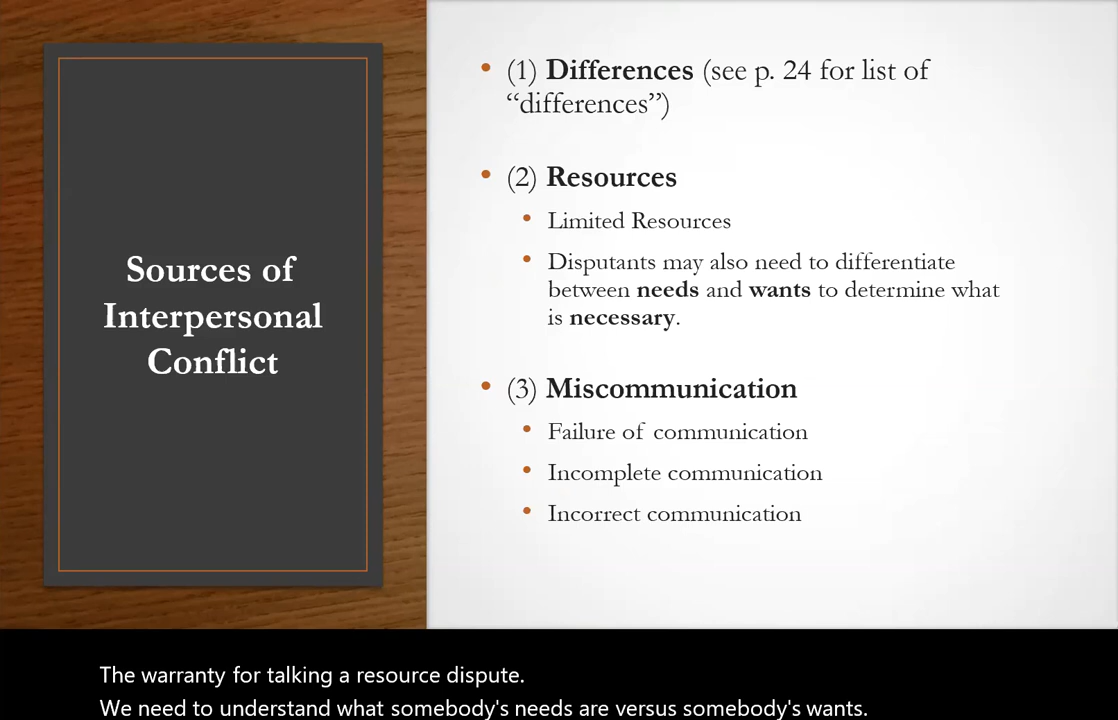 Sources of
Interpersonal
Conflict
• (1) Differences (see p. 24 for list of
“differences”)
• (2) Resources
• Limited Resources
• Disputants may also need to differentiate
between needs and wants to determine what
is necessary.
• (3) Miscommunication
• Failure of communication
• Incomplete communication
• Incorrect communication
The warranty for talking a resource dispute.
We need to understand what somebody's needs are versus somebody's wants.